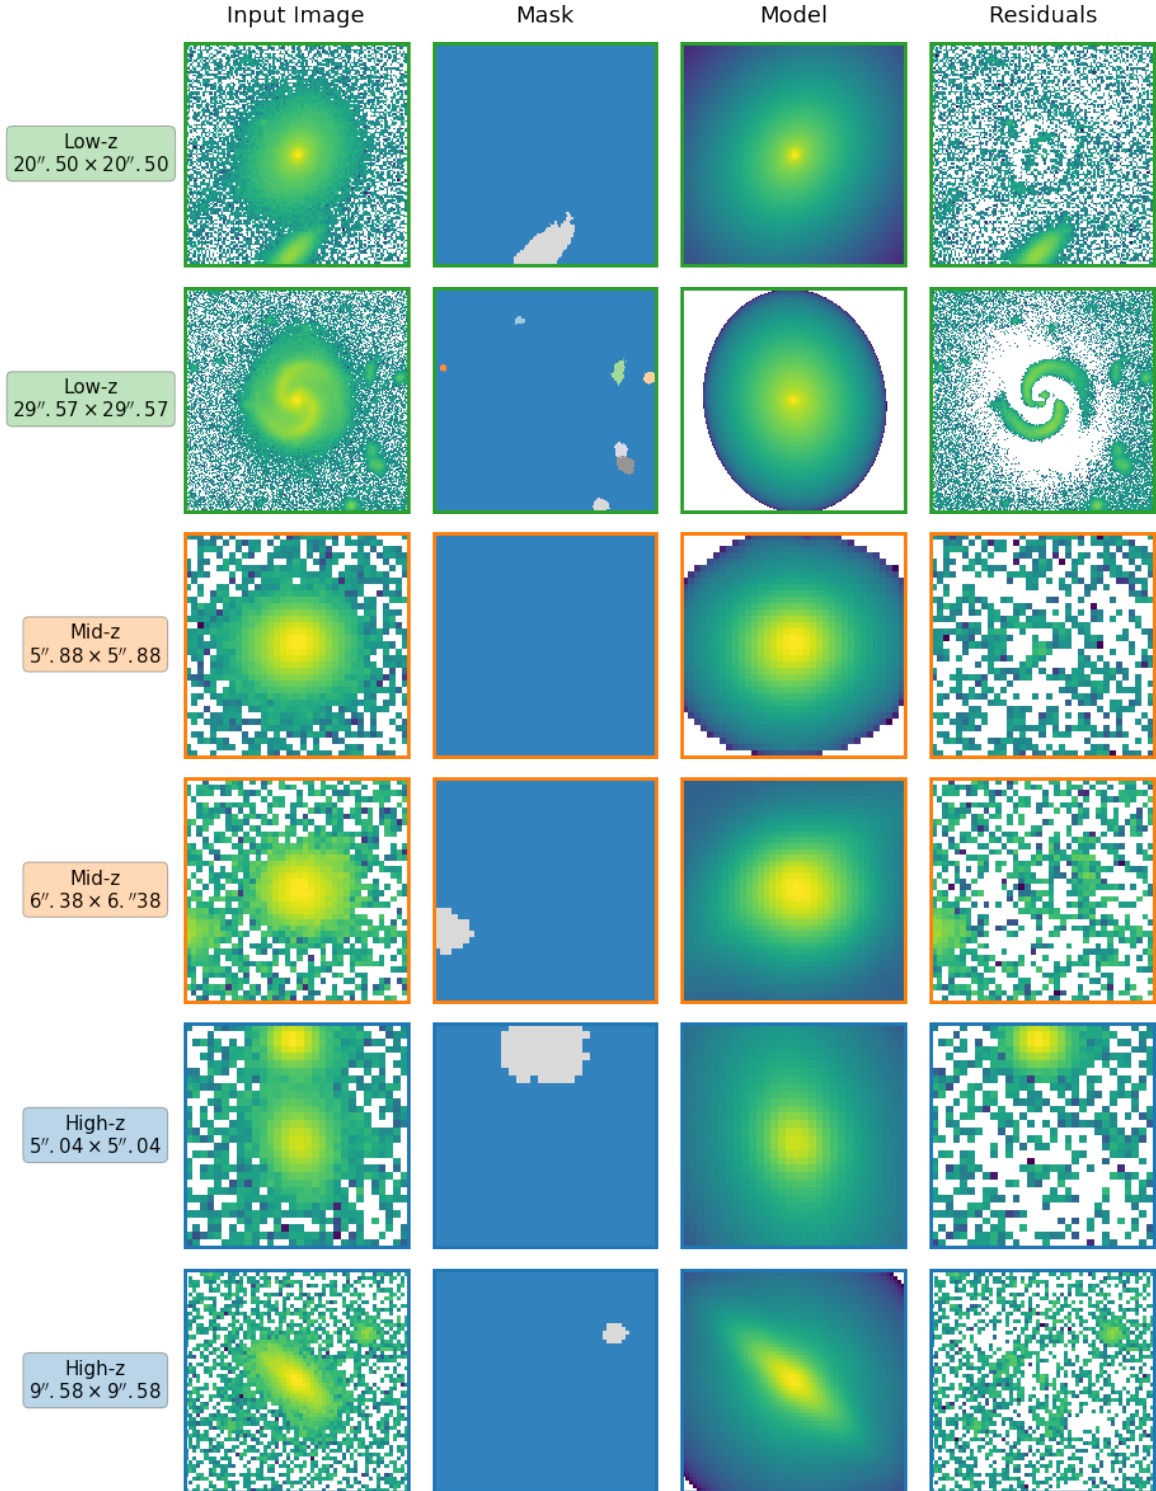 Input Image
Mask
Model
Residuals
Low-z
20″. 50 × 20″. 50
Low-z
29″. 57 × 29″. 57
Mid-z
5″. 88 × 5″. 88
Mid-z
6″. 38 × 6. ″38
High-z
5″. 04 × 5″. 04
High-z
9″. 58 × 9″. 58